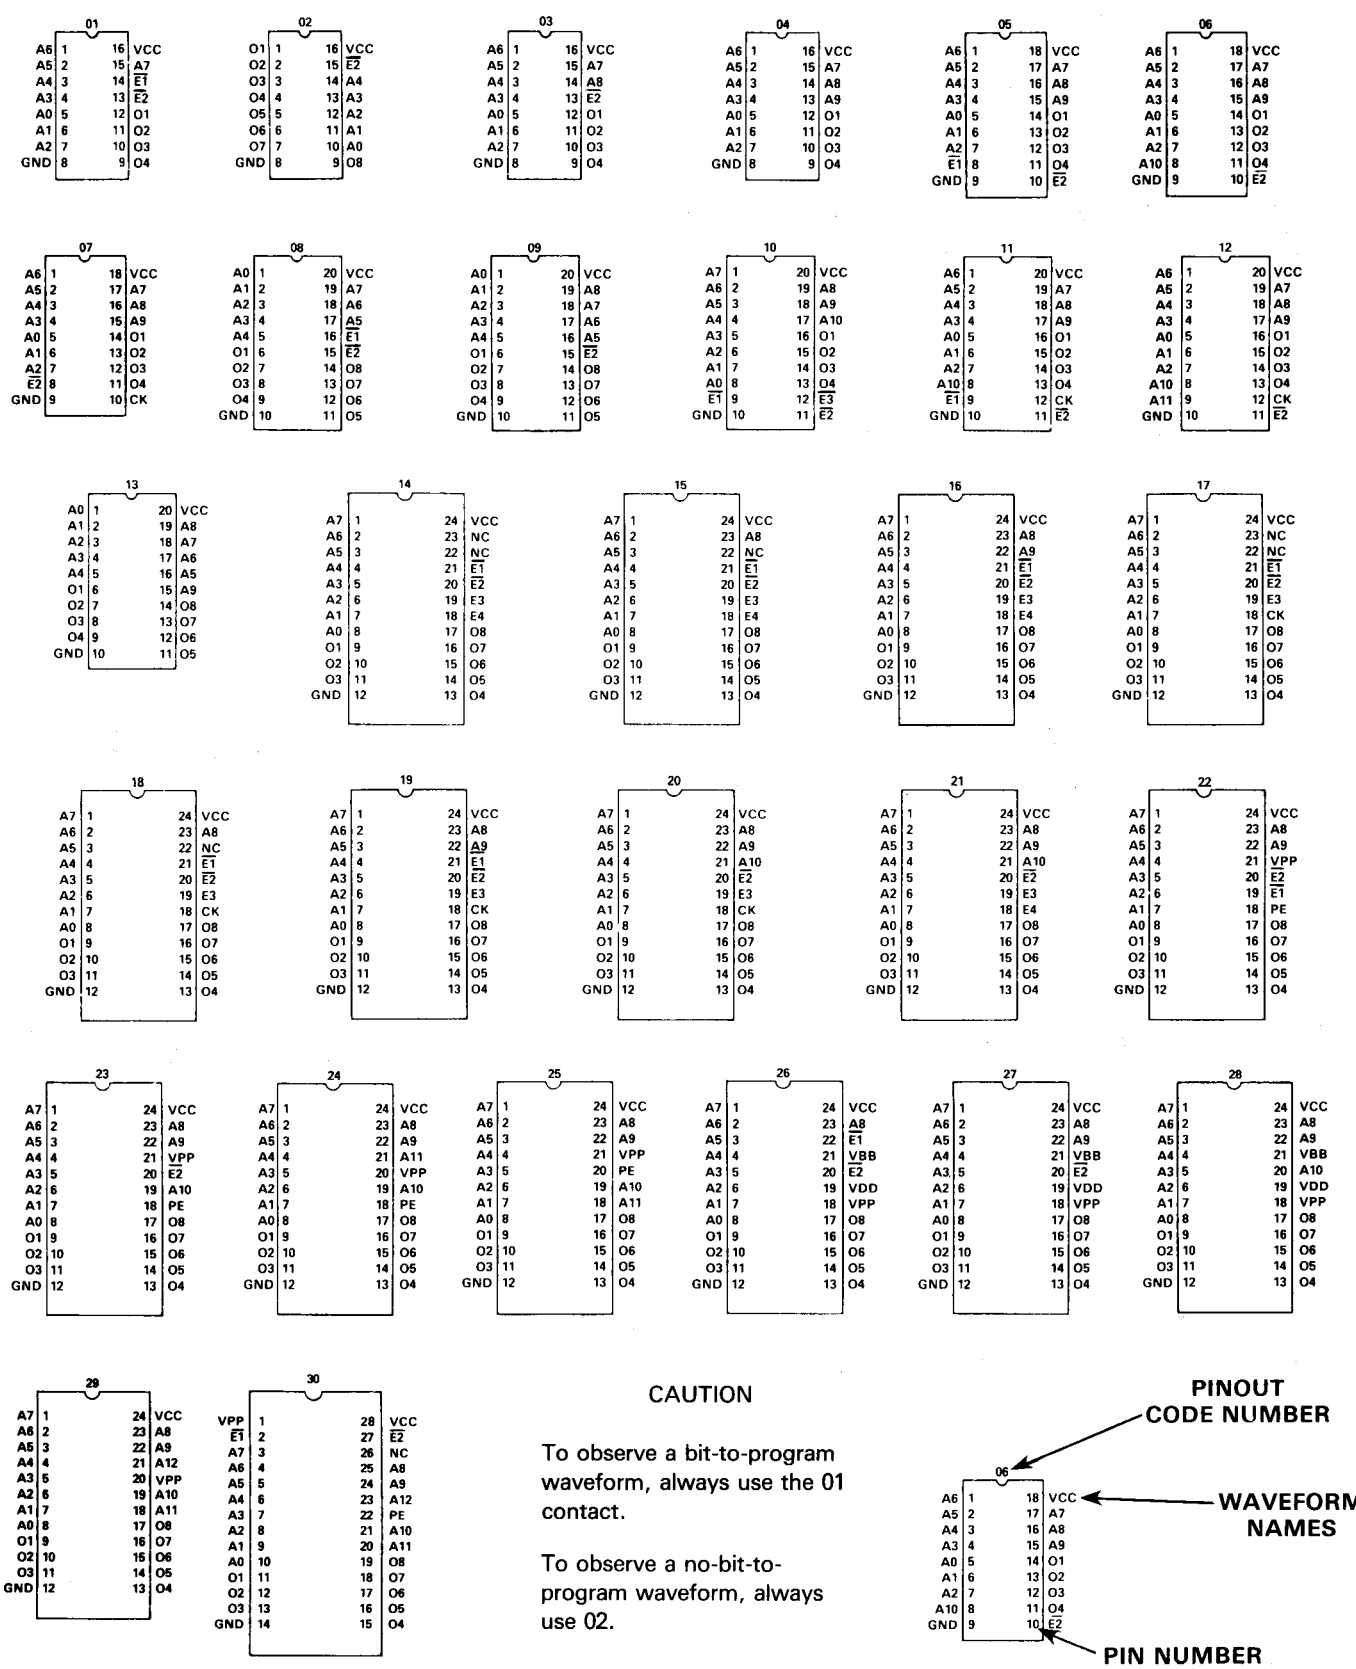 01
A6 1 16 VCC
A5 2 15 A7
A4 3 14 E1
A3 4 13 E2
A0 5 12 O1
A1 6 11 O2
A2 7 10 O3
GND 8 9 O4
02
O1 1 16 VCC
O2 2 15 E2
O3 3 14 A4
O4 4 13 A3
O5 5 12 A2
O6 6 11 A1
O7 7 10 A0
GND 8 9 O8
03
A6 1 16 VCC
A5 2 15 A7
A4 3 14 A8
A3 4 13 E2
A0 5 12 O1
A1 6 11 O2
A2 7 10 O3
GND 8 9 O4
04
A6 1 16 VCC
A5 2 15 A7
A4 3 14 A8
A3 4 13 A9
A0 5 12 O1
A1 6 11 O2
A2 7 10 O3
GND 8 9 O4
05
A6 1 18 VCC
A5 2 17 A7
A4 3 16 A8
A3 4 15 A9
A0 5 14 O1
A1 6 13 O2
A2 7 12 O3
E1 8 11 O4
GND 9 10 E2
06
A6 1 18 VCC
A5 2 17 A7
A4 3 16 A8
A3 4 15 A9
A0 5 14 O1
A1 6 13 O2
A2 7 12 O3
A10 8 11 O4
GND 9 10 E2
07
A6 1 18 VCC
A5 2 17 A7
A4 3 16 A8
A3 4 15 A9
A0 5 14 O1
A1 6 13 O2
A2 7 12 O3
E2 8 11 O4
GND 9 10 CK
08
A0 1 20 VCC
A1 2 19 A7
A2 3 18 A6
A3 4 17 A5
A4 5 16 E1
O1 6 15 E2
O2 7 14 O8
O3 8 13 O7
O4 9 12 O6
GND 10 11 O5
09
A0 1 20 VCC
A1 2 19 A8
A2 3 18 A7
A3 4 17 A6
A4 5 16 A5
O1 6 15 E2
O2 7 14 O8
O3 8 13 O7
O4 9 12 O6
GND 10 11 O5
10
A7 1 20 VCC
A6 2 19 A8
A5 3 18 A9
A4 4 17 A10
A3 5 16 O1
A2 6 15 O2
A1 7 14 O3
A0 8 13 O4
E1 9 12 E3
GND 10 11 E2
11
A6 1 20 VCC
A5 2 19 A7
A4 3 18 A8
A3 4 17 A9
A0 5 16 O1
A1 6 15 O2
A2 7 14 O3
A10 8 13 O4
E1 9 12 CK
GND 10 11 E2
12
A6 1 20 VCC
A5 2 19 A7
A4 3 18 A8
A3 4 17 A9
A0 5 16 O1
A1 6 15 O2
A2 7 14 O3
A10 8 13 O4
A11 9 12 CK
GND 10 11 E2
13
A0 1 20 VCC
A1 2 19 A8
A2 3 18 A7
A3 4 17 A6
A4 5 16 A5
O1 6 15 A9
O2 7 14 O8
O3 8 13 O7
O4 9 12 O6
GND 10 11 O5
14
A7 1 24 VCC
A6 2 23 NC
A5 3 22 NC
A4 4 21 E1
A3 5 20 E2
A2 6 19 E3
A1 7 18 E4
A0 8 17 O8
O1 9 16 O7
O2 10 15 O6
O3 11 14 O5
GND 12 13 O4
15
A7 1 24 VCC
A6 2 23 A8
A5 3 22 NC
A4 4 21 E1
A3 5 20 E2
A2 6 19 E3
A1 7 18 E4
A0 8 17 O8
O1 9 16 O7
O2 10 15 O6
O3 11 14 O5
GND 12 13 O4
16
A7 1 24 VCC
A6 2 23 A8
A5 3 22 A9
A4 4 21 E1
A3 5 20 E2
A2 6 19 E3
A1 7 18 E4
A0 8 17 O8
O1 9 16 O7
O2 10 15 O6
O3 11 14 O5
GND 12 13 O4
17
A7 1 24 VCC
A6 2 23 NC
A5 3 22 NC
A4 4 21 E1
A3 5 20 E2
A2 6 19 E3
A1 7 18 CK
A0 8 17 O8
O1 9 16 O7
O2 10 15 O6
O3 11 14 O5
GND 12 13 O4
18
A7 1 24 VCC
A6 2 23 A8
A5 3 22 NC
A4 4 21 E1
A3 5 20 E2
A2 6 19 E3
A1 7 18 CK
A0 8 17 O8
O1 9 16 O7
O2 10 15 O6
O3 11 14 O5
GND 12 13 O4
19
A7 1 24 VCC
A6 2 23 A8
A5 3 22 A9
A4 4 21 E1
A3 5 20 E2
A2 6 19 E3
A1 7 18 CK
A0 8 17 O8
O1 9 16 O7
O2 10 15 O6
O3 11 14 O5
GND 12 13 O4
20
A7 1 24 VCC
A6 2 23 A8
A5 3 22 A9
A4 4 21 A10
A3 5 20 E2
A2 6 19 E3
A1 7 18 CK
A0 8 17 O8
O1 9 16 O7
O2 10 15 O6
O3 11 14 O5
GND 12 13 O4
21
A7 1 24 VCC
A6 2 23 A8
A5 3 22 A9
A4 4 21 A10
A3 5 20 E2
A2 6 19 E3
A1 7 18 E4
A0 8 17 O8
O1 9 16 O7
O2 10 15 O6
O3 11 14 O5
GND 12 13 O4
22
A7 1 24 VCC
A6 2 23 A8
A5 3 22 A9
A4 4 21 VPP
A3 5 20 E2
A2 6 19 E1
A1 7 18 PE
A0 8 17 O8
O1 9 16 O7
O2 10 15 O6
O3 11 14 O5
GND 12 13 O4
23
A7 1 24 VCC
A6 2 23 A8
A5 3 22 A9
A4 4 21 VPP
A3 5 20 E2
A2 6 19 A10
A1 7 18 PE
A0 8 17 O8
O1 9 16 O7
O2 10 15 O6
O3 11 14 O5
GND 12 13 O4
24
A7 1 24 VCC
A6 2 23 A8
A5 3 22 A9
A4 4 21 A11
A3 5 20 VPP
A2 6 19 A10
A1 7 18 PE
A0 8 17 O8
O1 9 16 O7
O2 10 15 O6
O3 11 14 O5
GND 12 13 O4
25
A7 1 24 VCC
A6 2 23 A8
A5 3 22 A9
A4 4 21 VPP
A3 5 20 PE
A2 6 19 A10
A1 7 18 A11
A0 8 17 O8
O1 9 16 O7
O2 10 15 O6
O3 11 14 O5
GND 12 13 O4
26
A7 1 24 VCC
A6 2 23 A8
A5 3 22 E1
A4 4 21 VBB
A3 5 20 E2
A2 6 19 VDD
A1 7 18 VPP
A0 8 17 O8
O1 9 16 O7
O2 10 15 O6
O3 11 14 O5
GND 12 13 O4
27
A7 1 24 VCC
A6 2 23 A8
A5 3 22 A9
A4 4 21 VBB
A3 5 20 E2
A2 6 19 VDD
A1 7 18 VPP
A0 8 17 O8
O1 9 16 O7
O2 10 15 O6
O3 11 14 O5
GND 12 13 O4
28
A7 1 24 VCC
A6 2 23 A8
A5 3 22 A9
A4 4 21 VBB
A3 5 20 A10
A2 6 19 VDD
A1 7 18 VPP
A0 8 17 O8
O1 9 16 O7
O2 10 15 O6
O3 11 14 O5
GND 12 13 O4
29
A7 1 24 VCC
A6 2 23 A8
A5 3 22 A9
A4 4 21 A12
A3 5 20 VPP
A2 6 19 A10
A1 7 18 A11
A0 8 17 O8
O1 9 16 O7
O2 10 15 O6
O3 11 14 O5
GND 12 13 O4
30
VPP 1 28 VCC
E1 2 27 E2
A7 3 26 NC
A6 4 25 A8
A5 5 24 A9
A4 6 23 A12
A3 7 22 PE
A2 8 21 A10
A1 9 20 A11
A0 10 19 O8
O1 11 18 O7
O2 12 17 O6
O3 13 16 O5
GND 14 15 O4
CAUTION
To observe a bit-to-program
waveform, always use the 01
contact.
To observe a no-bit-to-
program waveform, always
use 02.
PINOUT
CODE NUMBER
06
A6 1 18 VCC
A5 2 17 A7
A4 3 16 A8
A3 4 15 A9
A0 5 14 O1
A1 6 13 O2
A2 7 12 O3
A10 8 11 O4
GND 9 10 E2
WAVEFORM
NAMES
PIN NUMBER